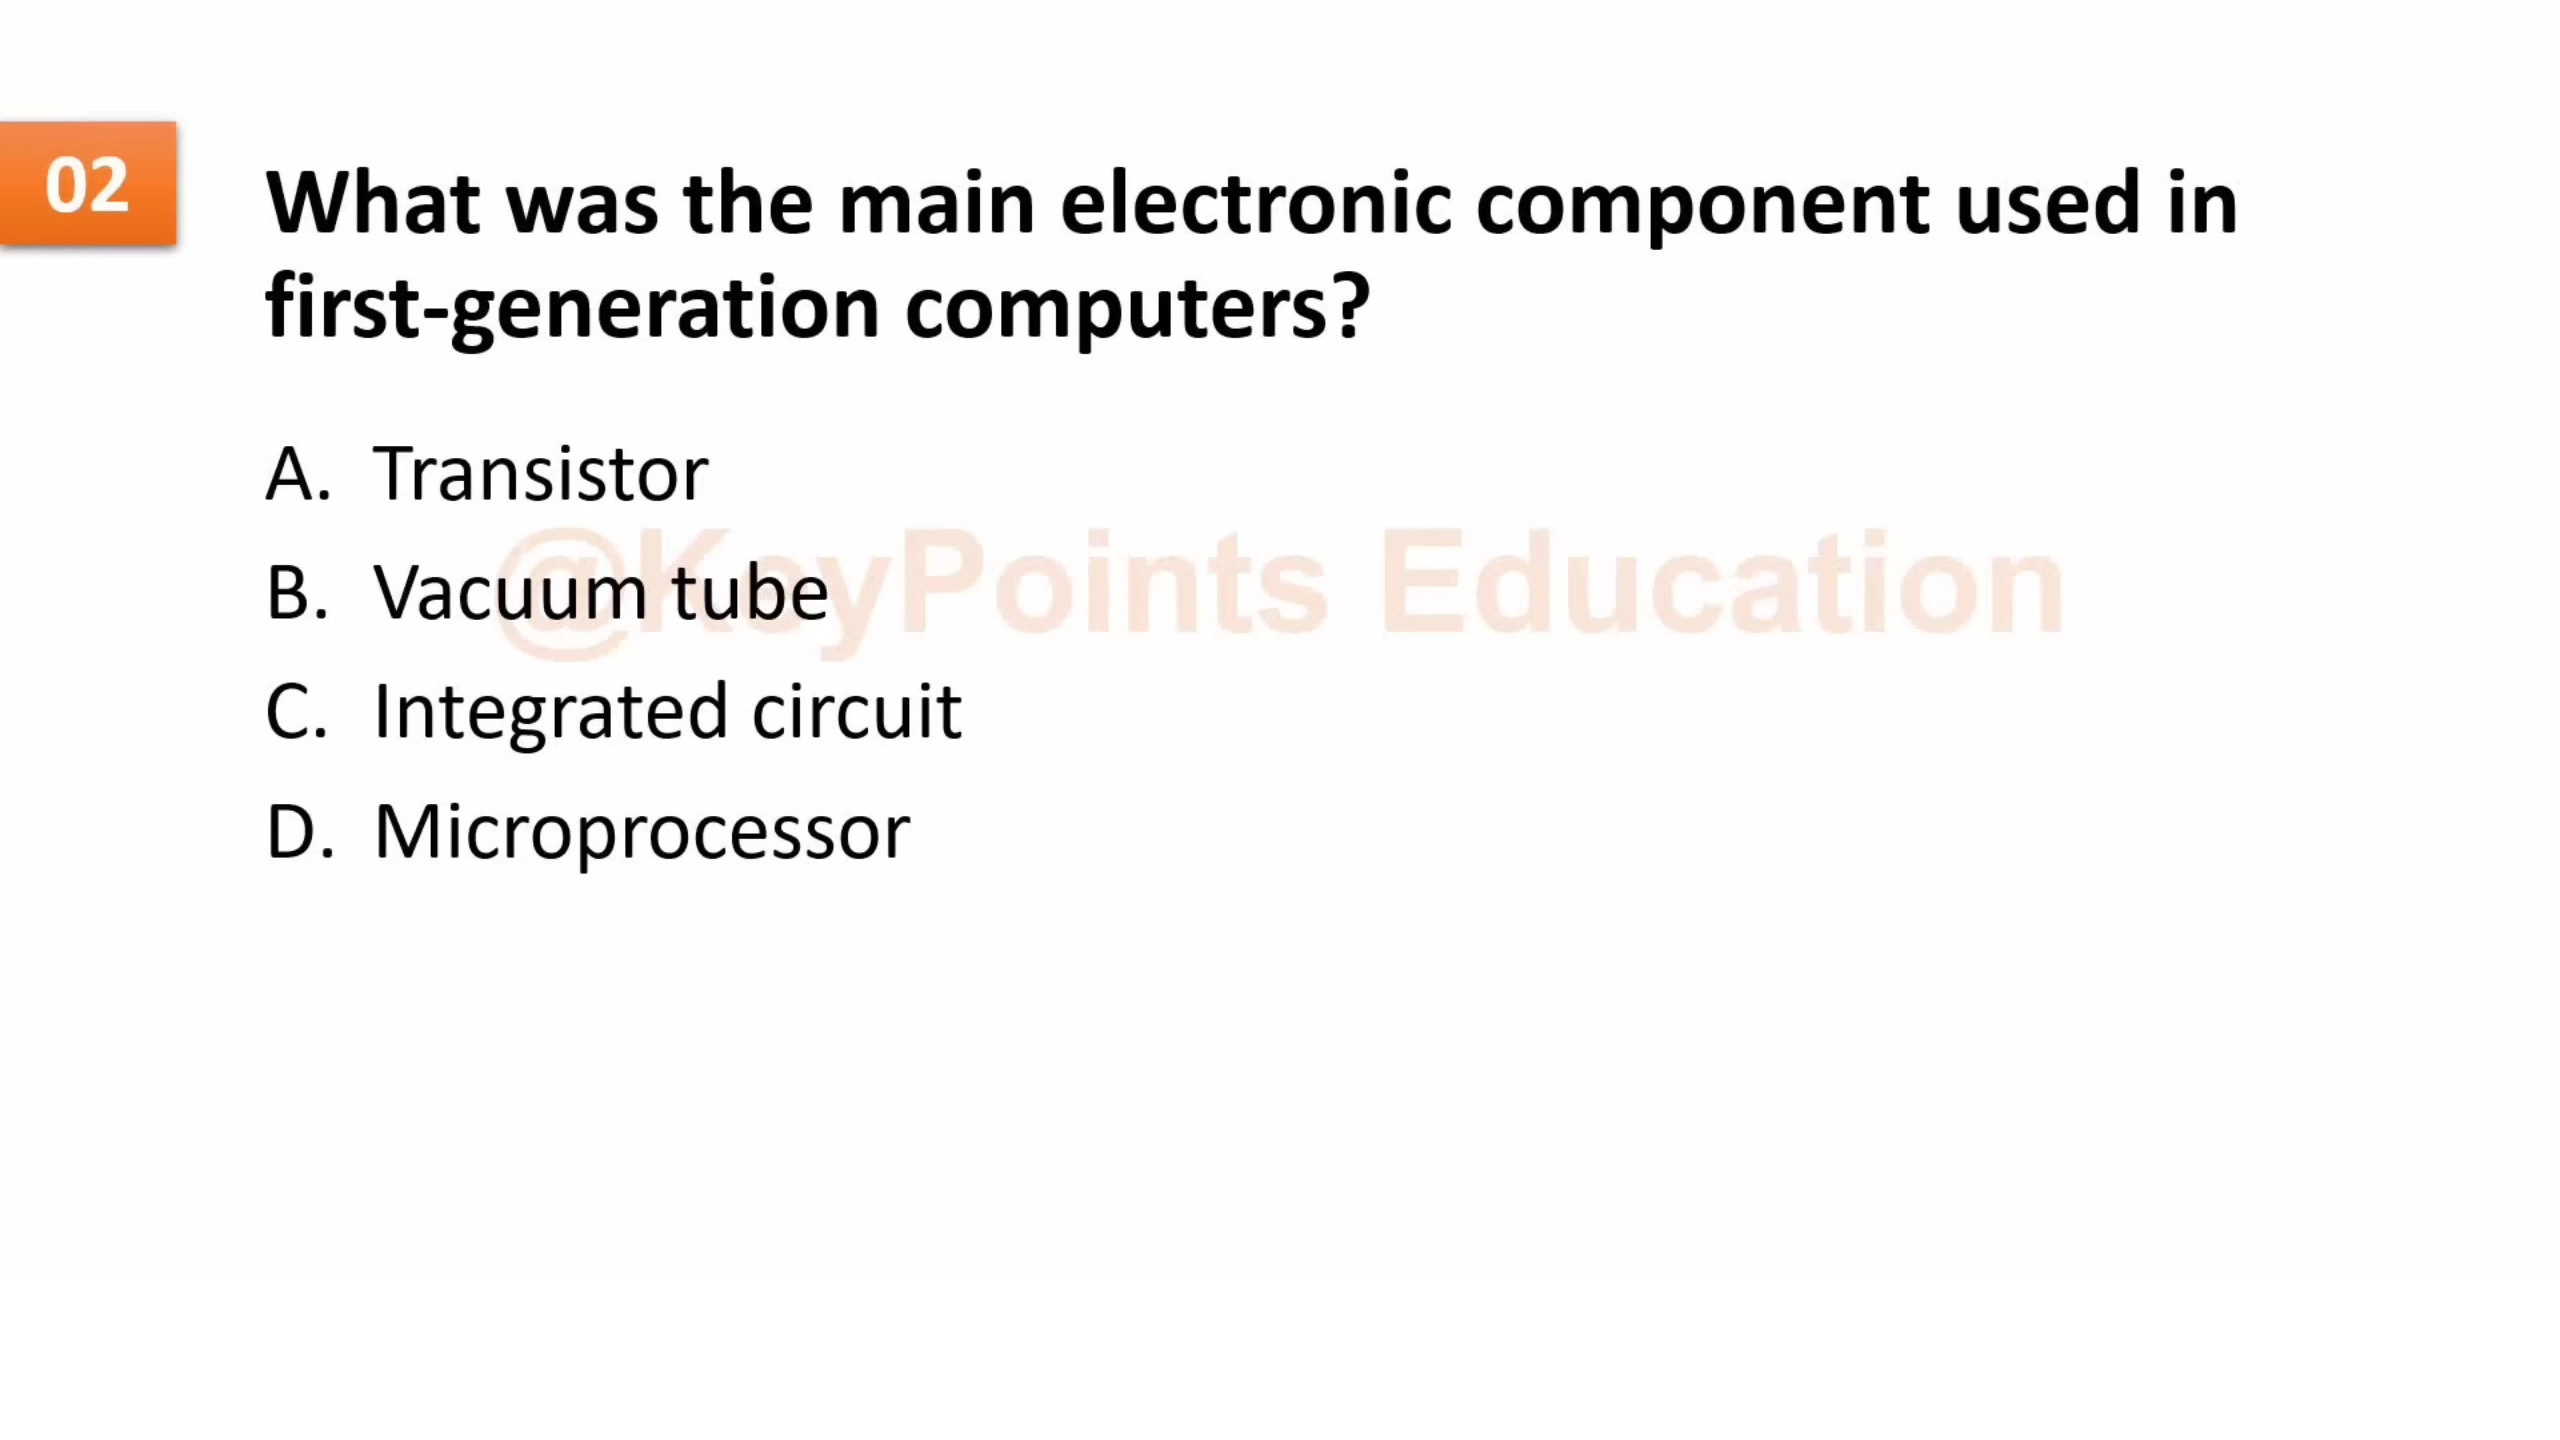 02
What was the main electronic component used in
first-generation computers?
A. Transistor
B. Vacuum tube
C. Integrated circuit
D. Microprocessor
@KeyPoints Education